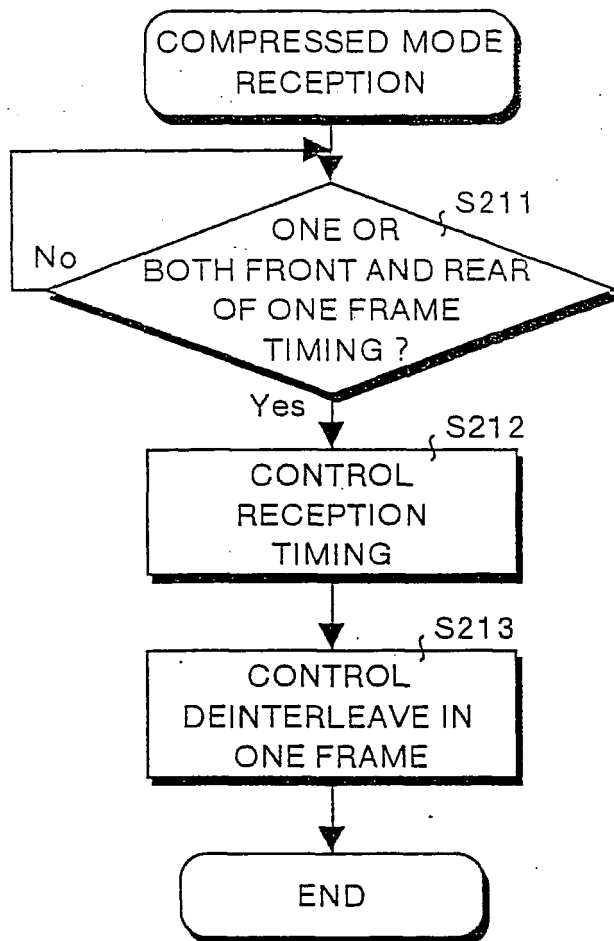 COMPRESSED MODE
RECEPTION
S211
ONE OR
BOTH FRONT AND REAR
OF ONE FRAME
TIMING ?
No
Yes
S212
CONTROL
RECEPTION
TIMING
S213
CONTROL
DEINTERLEAVE IN
ONE FRAME
END